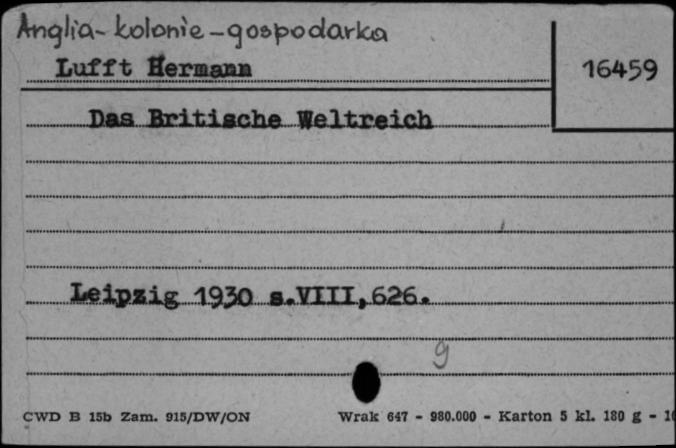 Anglia - kolonie - gospodarka
Lufft Hermann
16459
Das Britische Weltreich
Leipzig 1930 s.VIII,626.
g
CWD B 15b Zam. 915/DW/ON
Wrak 647 - 980.000 - Karton 5 kl. 180 g -